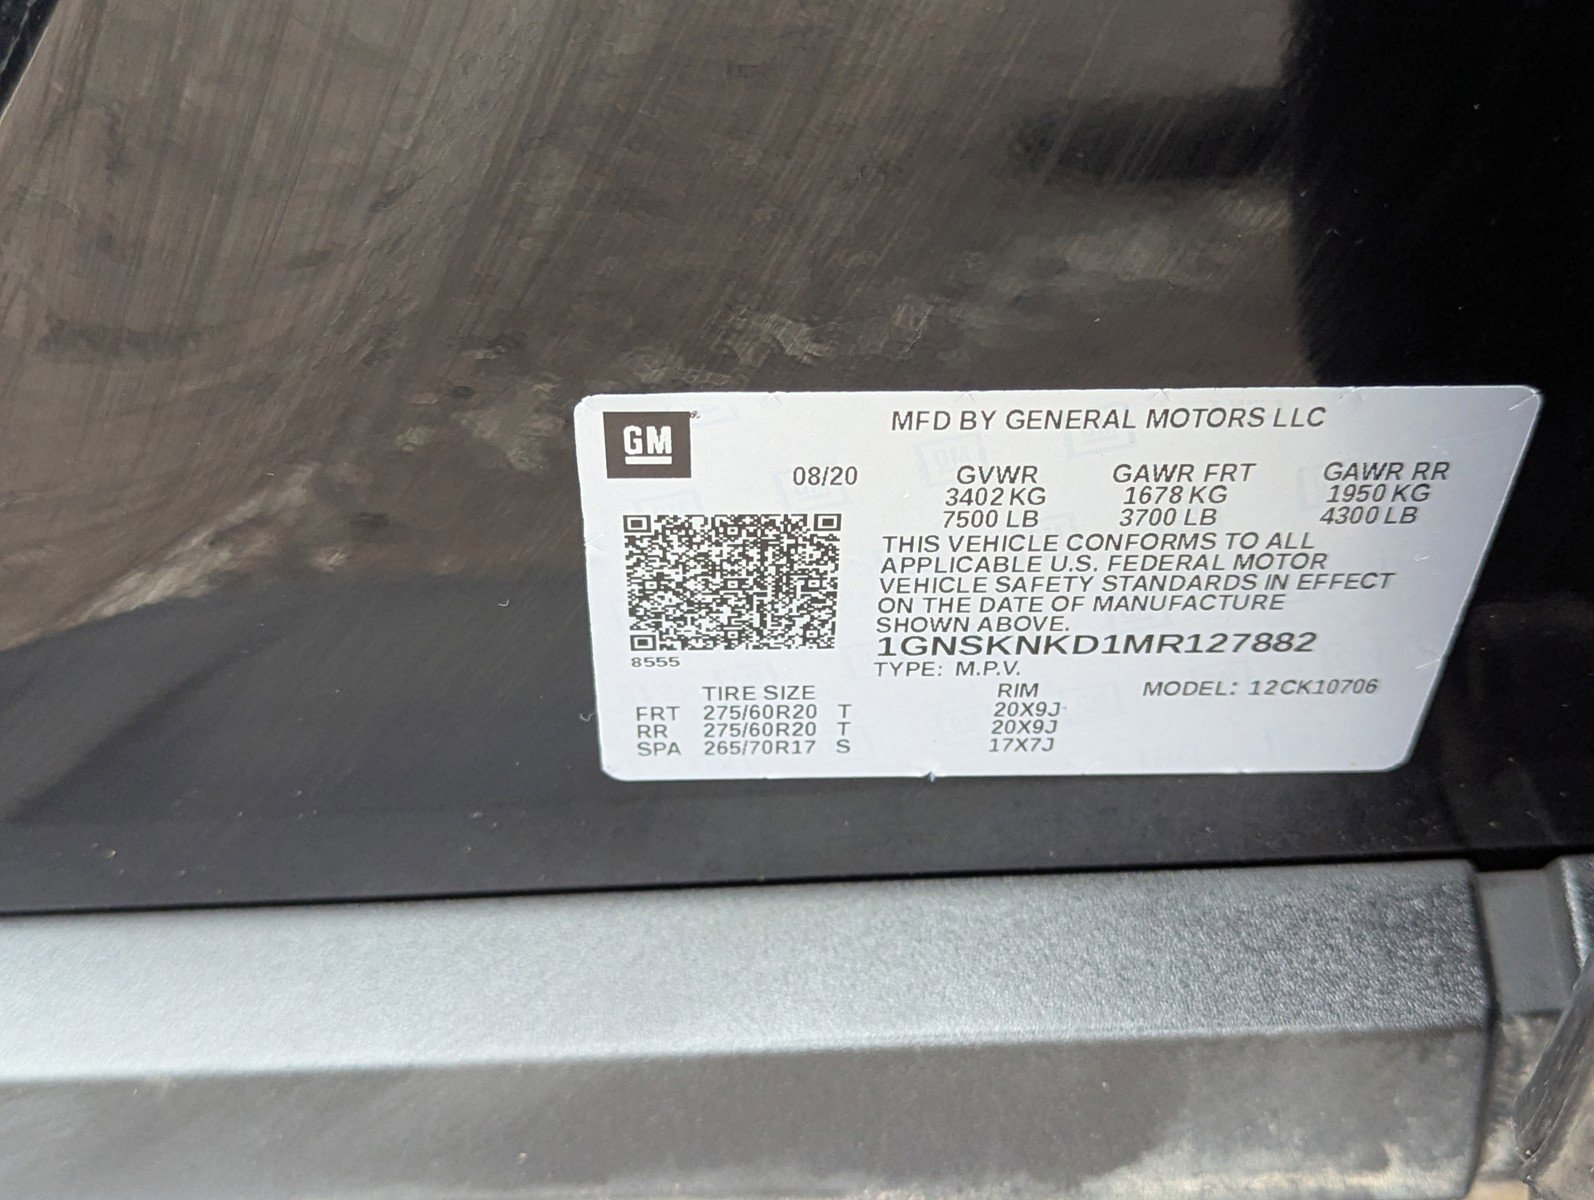 GM
MFD BY GENERAL MOTORS LLC
08/20 GVWR GAWR FRT GAWR RR
3402 KG 1678 KG 1950 KG
7500 LB 3700 LB 4300 LB
THIS VEHICLE CONFORMS TO ALL
APPLICABLE U.S. FEDERAL MOTOR
VEHICLE SAFETY STANDARDS IN EFFECT
ON THE DATE OF MANUFACTURE
SHOWN ABOVE.
1GNSKNKD1MR127882
8555
TYPE: M.P.V.
TIRE SIZE RIM MODEL: 12CK10706
FRT 275/60R20 T 20X9J
RR 275/60R20 T 20X9J
SPA 265/70R17 S 17X7J